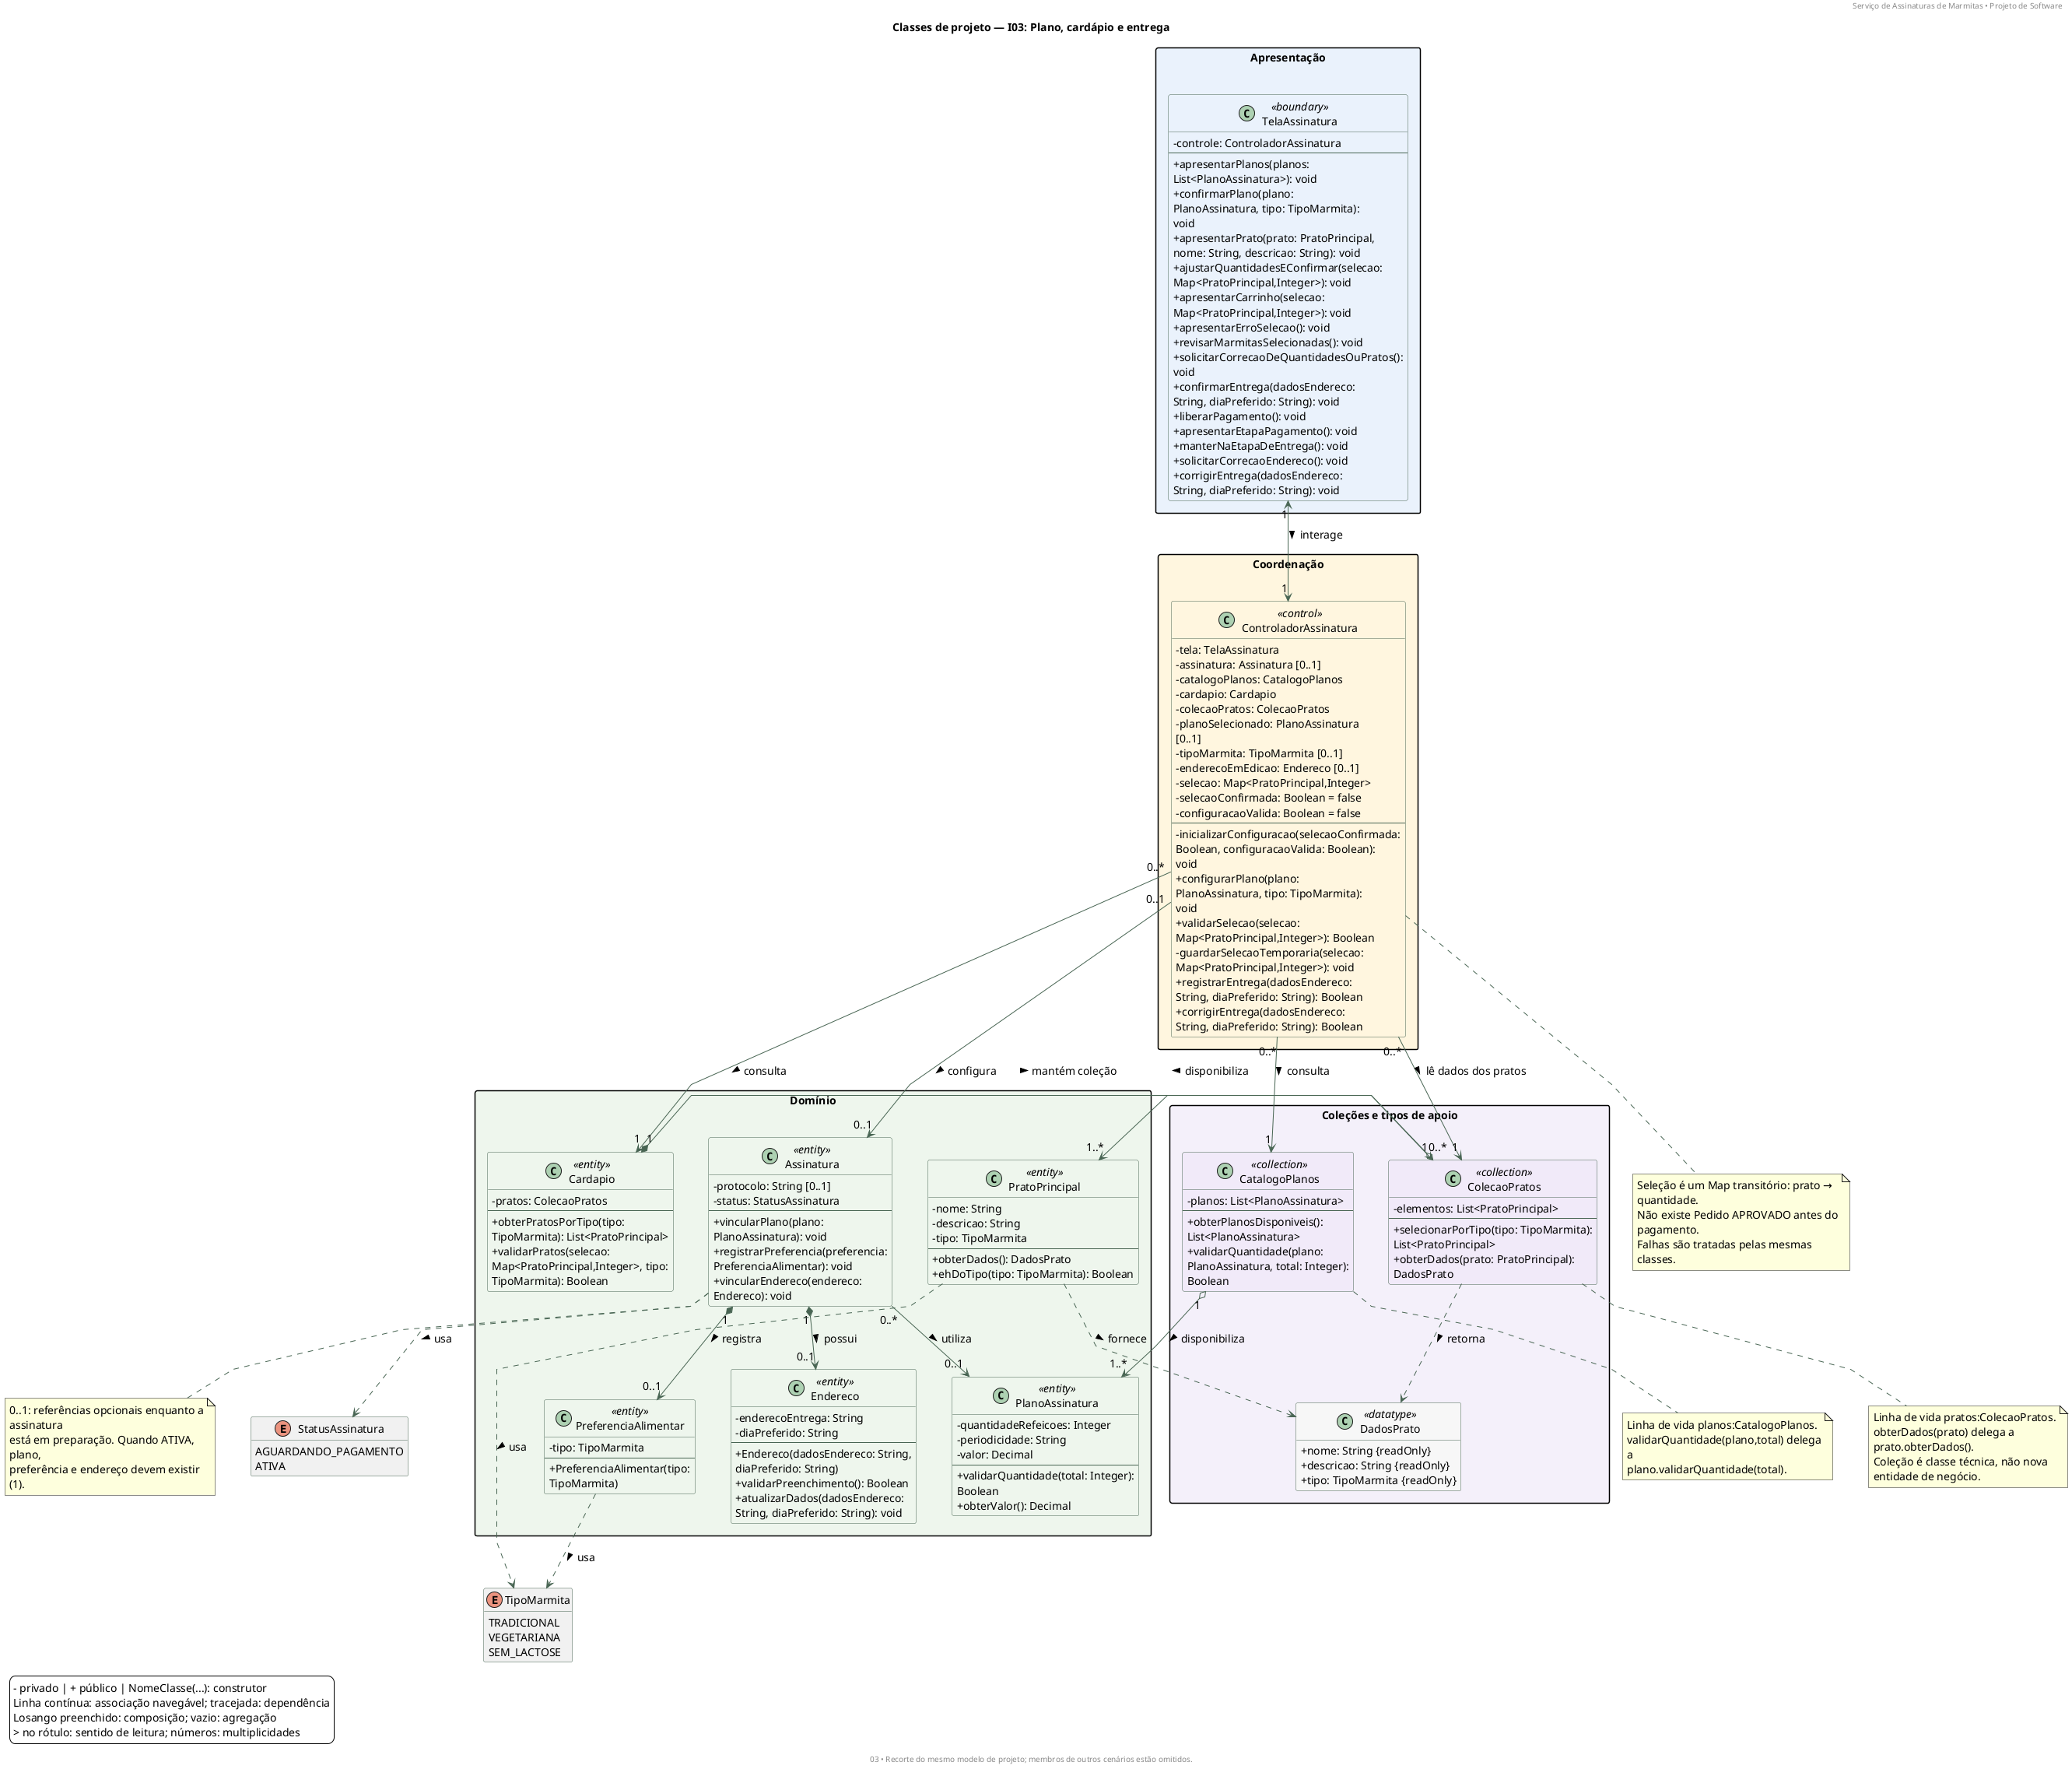 Serviço de Assinaturas de Marmitas • Projeto de Software
Classes de projeto — I03: Plano, cardápio e entrega
Apresentação
«boundary»
C TelaAssinatura
-controle: ControladorAssinatura
+apresentarPlanos(planos:
List<PlanoAssinatura>): void
+confirmarPlano(plano:
PlanoAssinatura, tipo: TipoMarmita):
void
+apresentarPrato(prato: PratoPrincipal,
nome: String, descricao: String): void
+ajustarQuantidadesEConfirmar(selecao:
Map<PratoPrincipal,Integer>): void
+apresentarCarrinho(selecao:
Map<PratoPrincipal,Integer>): void
+apresentarErroSelecao(): void
+revisarMarmitasSelecionadas(): void
+solicitarCorrecaoDeQuantidadesOuPratos():
void
+confirmarEntrega(dadosEndereco:
String, diaPreferido: String): void
+liberarPagamento(): void
+apresentarEtapaPagamento(): void
+manterNaEtapaDeEntrega(): void
+solicitarCorrecaoEndereco(): void
+corrigirEntrega(dadosEndereco:
String, diaPreferido: String): void
1
interage
Coordenação
1
«control»
C ControladorAssinatura
-tela: TelaAssinatura
-assinatura: Assinatura [0..1]
-catalogoPlanos: CatalogoPlanos
-cardapio: Cardapio
-colecaoPratos: ColecaoPratos
-planoSelecionado: PlanoAssinatura
[0..1]
-tipoMarmita: TipoMarmita [0..1]
-enderecoEmEdicao: Endereco [0..1]
-selecao: Map<PratoPrincipal,Integer>
-selecaoConfirmada: Boolean = false
-configuracaoValida: Boolean = false
-inicializarConfiguracao(selecaoConfirmada:
Boolean, configuracaoValida: Boolean):
void
+configurarPlano(plano:
PlanoAssinatura, tipo: TipoMarmita):
void
+validarSelecao(selecao:
Map<PratoPrincipal,Integer>): Boolean
-guardarSelecaoTemporaria(selecao:
Map<PratoPrincipal,Integer>): void
+registrarEntrega(dadosEndereco:
String, diaPreferido: String): Boolean
+corrigirEntrega(dadosEndereco:
String, diaPreferido: String): Boolean
0..*
0..1
0..* 0..*
consulta configura mantém coleção disponibiliza consulta lê dados dos pratos
Domínio
Coleções e tipos de apoio
1 1 0..1 1..* 1 1 0..* 1
«entity»
C Cardapio
-pratos: ColecaoPratos
+obterPratosPorTipo(tipo:
TipoMarmita): List<PratoPrincipal>
+validarPratos(selecao:
Map<PratoPrincipal,Integer>, tipo:
TipoMarmita): Boolean
«entity»
C Assinatura
-protocolo: String [0..1]
-status: StatusAssinatura
+vincularPlano(plano:
PlanoAssinatura): void
+registrarPreferencia(preferencia:
PreferenciaAlimentar): void
+vincularEndereco(endereco:
Endereco): void
«entity»
C PratoPrincipal
-nome: String
-descricao: String
-tipo: TipoMarmita
+obterDados(): DadosPrato
+ehDoTipo(tipo: TipoMarmita): Boolean
«collection»
C CatalogoPlanos
-planos: List<PlanoAssinatura>
+obterPlanosDisponiveis():
List<PlanoAssinatura>
+validarQuantidade(plano:
PlanoAssinatura, total: Integer):
Boolean
«collection»
C ColecaoPratos
-elementos: List<PratoPrincipal>
+selecionarPorTipo(tipo: TipoMarmita):
List<PratoPrincipal>
+obterDados(prato: PratoPrincipal):
DadosPrato
Seleção é um Map transitório: prato →
quantidade.
Não existe Pedido APROVADO antes do
pagamento.
Falhas são tratadas pelas mesmas
classes.
1 1 0..* 1
usa registra possui utiliza fornece disponibiliza retorna
0..1 0..1 0..1 1..*
0..1: referências opcionais enquanto a
assinatura
está em preparação. Quando ATIVA,
plano,
preferência e endereço devem existir
(1).
E StatusAssinatura
AGUARDANDO_PAGAMENTO
ATIVA
usa
«entity»
C PreferenciaAlimentar
-tipo: TipoMarmita
+PreferenciaAlimentar(tipo:
TipoMarmita)
«entity»
C Endereco
-enderecoEntrega: String
-diaPreferido: String
+Endereco(dadosEndereco: String,
diaPreferido: String)
+validarPreenchimento(): Boolean
+atualizarDados(dadosEndereco:
String, diaPreferido: String): void
«entity»
C PlanoAssinatura
-quantidadeRefeicoes: Integer
-periodicidade: String
-valor: Decimal
+validarQuantidade(total: Integer):
Boolean
+obterValor(): Decimal
«datatype»
C DadosPrato
+nome: String {readOnly}
+descricao: String {readOnly}
+tipo: TipoMarmita {readOnly}
Linha de vida planos:CatalogoPlanos.
validarQuantidade(plano,total) delega
a
plano.validarQuantidade(total).
Linha de vida pratos:ColecaoPratos.
obterDados(prato) delega a
prato.obterDados().
Coleção é classe técnica, não nova
entidade de negócio.
usa
E TipoMarmita
TRADICIONAL
VEGETARIANA
SEM_LACTOSE
- privado | + público | NomeClasse(...): construtor
Linha contínua: associação navegável; tracejada: dependência
Losango preenchido: composição; vazio: agregação
> no rótulo: sentido de leitura; números: multiplicidades
03 • Recorte do mesmo modelo de projeto; membros de outros cenários estão omitidos.